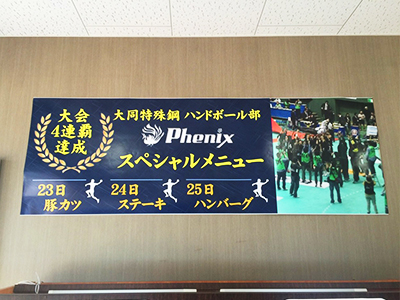 大会
4連覇
達成
大同特殊鋼 ハンドボール部
Phenix
スペシャルメニュー
23日
豚カツ
24日
ステーキ
25日
ハンバーグ